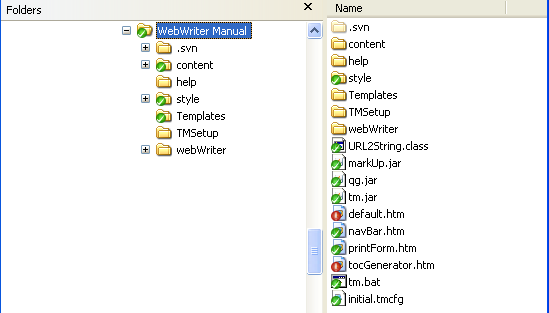 Folders
WebWriter Manual
.svn
content
help
style
Templates
TMSetup
webWriter
Name
.svn
content
help
style
Templates
TMSetup
webWriter
URL2String.class
markUp.jar
qg.jar
tm.jar
default.htm
navBar.htm
printForm.htm
tocGenerator.htm
tm.bat
initial.tmcfg